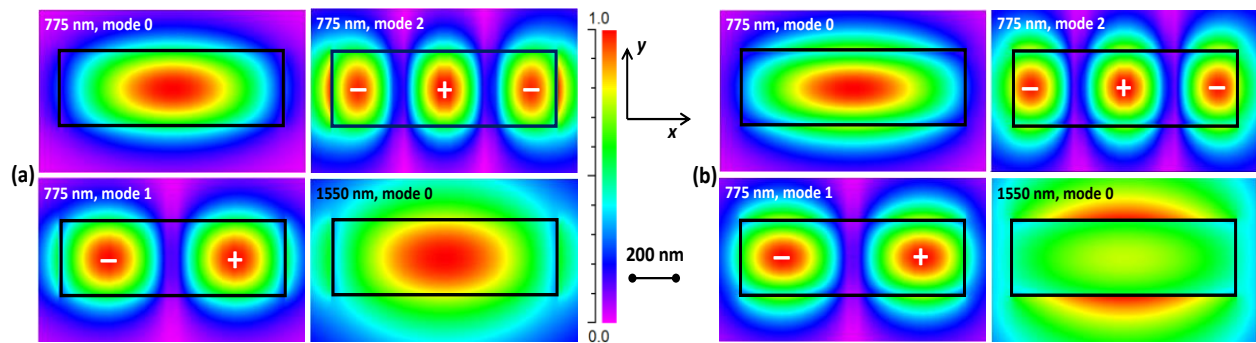 (a)
775 nm, mode 0
775 nm, mode 2
– + –
775 nm, mode 1
– +
1550 nm, mode 0
1.0
0.0
y
x
200 nm
(b)
775 nm, mode 0
775 nm, mode 2
– + –
775 nm, mode 1
– +
1550 nm, mode 0